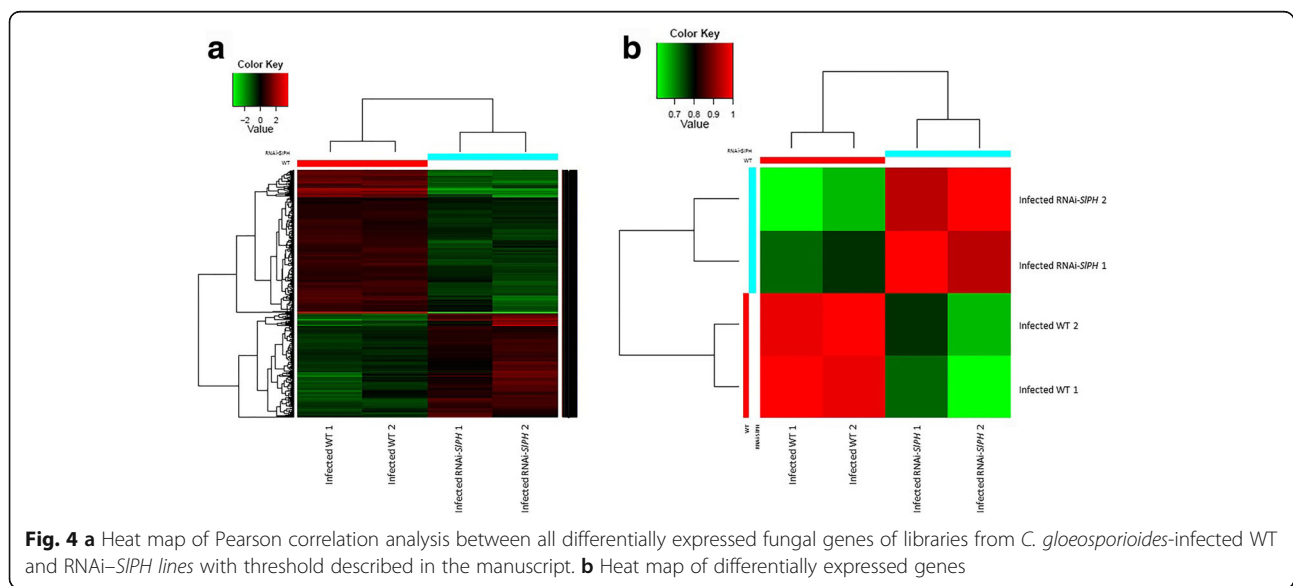 a
Color Key
−2 0 2
Value
RNAi-SlPH
WT
Infected WT 1
Infected WT 2
Infected RNAi-SlPH 1
Infected RNAi-SlPH 2
b
Color Key
0.7 0.8 0.9 1
Value
RNAi-SlPH
WT
Infected RNAi-SlPH 2
Infected RNAi-SlPH 1
Infected WT 2
Infected WT 1
WT
RNAi-SlPH
Infected WT 1
Infected WT 2
Infected RNAi-SlPH 1
Infected RNAi-SlPH 2
Fig. 4 a Heat map of Pearson correlation analysis between all differentially expressed fungal genes of libraries from C. gloeosporioides-infected WT
and RNAi–SlPH lines with threshold described in the manuscript. b Heat map of differentially expressed genes